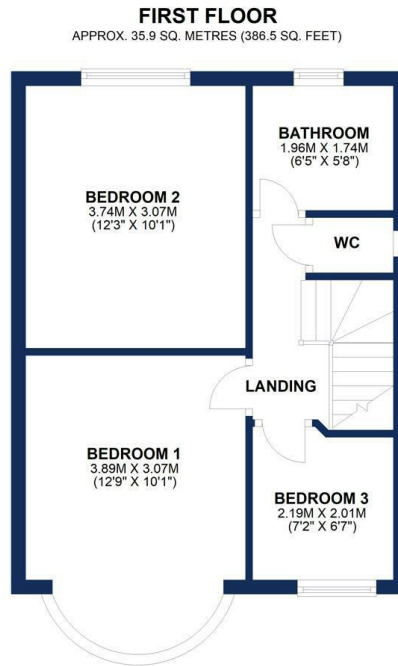 FIRST FLOOR
APPROX. 35.9 SQ. METRES (386.5 SQ. FEET)
BATHROOM
1.96M X 1.74M
(6'5" X 5'8")
BEDROOM 2
3.74M X 3.07M
(12'3" X 10'1")
WC
LANDING
BEDROOM 1
3.89M X 3.07M
(12'9" X 10'1")
BEDROOM 3
2.19M X 2.01M
(7'2" X 6'7")